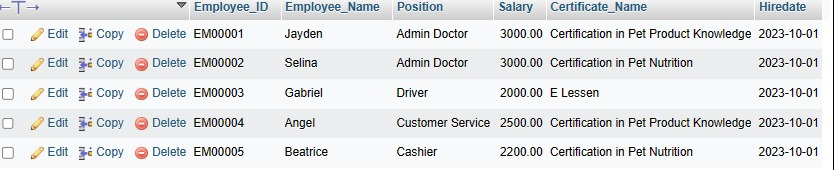 Employee_ID Employee_Name Position Salary Certificate_Name Hiredate
Edit Copy Delete EM00001 Jayden Admin Doctor 3000.00 Certification in Pet Product Knowledge 2023-10-01
Edit Copy Delete EM00002 Selina Admin Doctor 3000.00 Certification in Pet Nutrition 2023-10-01
Edit Copy Delete EM00003 Gabriel Driver 2000.00 E Lessen 2023-10-01
Edit Copy Delete EM00004 Angel Customer Service 2500.00 Certification in Pet Product Knowledge 2023-10-01
Edit Copy Delete EM00005 Beatrice Cashier 2200.00 Certification in Pet Nutrition 2023-10-01